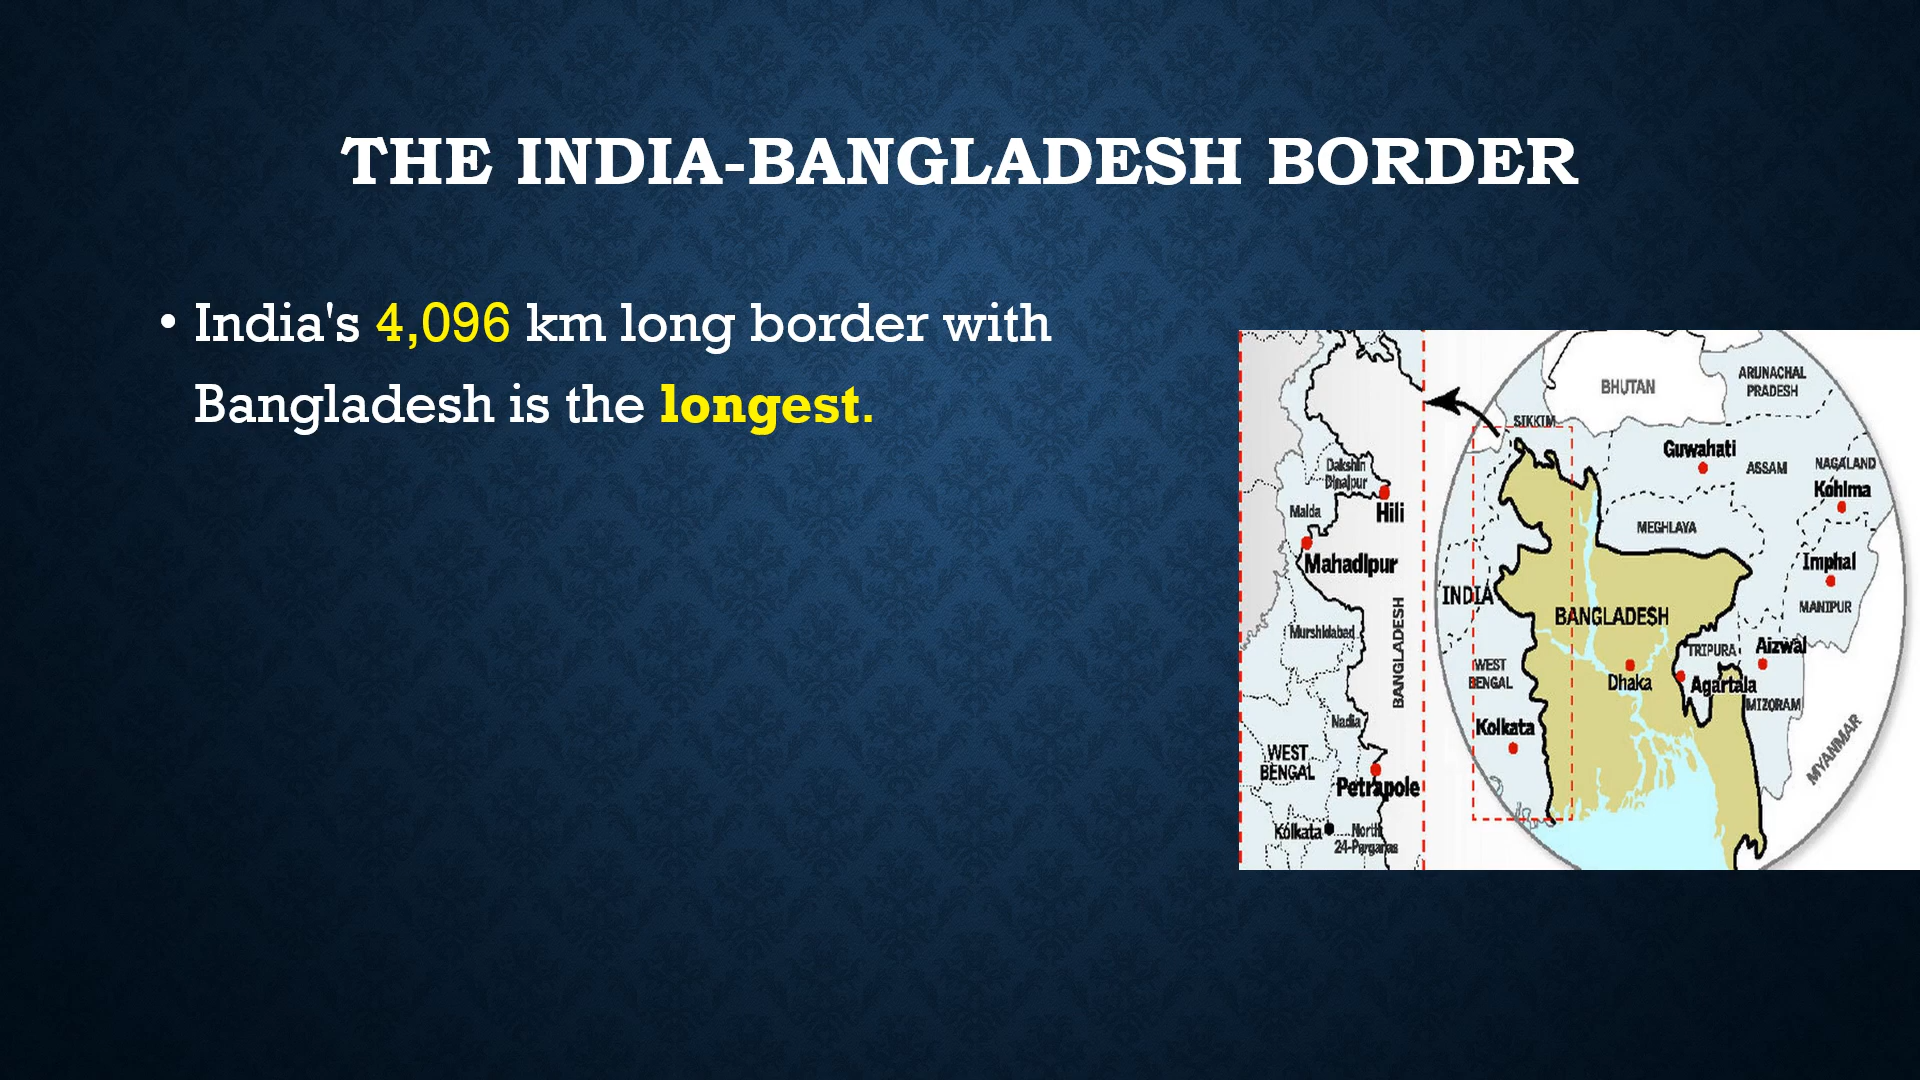 THE INDIA-BANGLADESH BORDER
• India's 4,096 km long border with
Bangladesh is the longest.
Dakshin
Dinajpur
Hili
Malda
Mahadipur
BANGLADESH
Murshidabad
Nadia
WEST
BENGAL
Petrapole
Kolkata
North
24-Parganas
BHUTAN
ARUNACHAL
PRADESH
SIKKIM
Guwahati
ASSAM
NAGALAND
Kohima
MEGHLAYA
Imphal
INDIA
MANIPUR
BANGLADESH
TRIPURA
Aizwal
WEST
BENGAL
Dhaka
Agartala
MIZORAM
Kolkata
MYANMAR